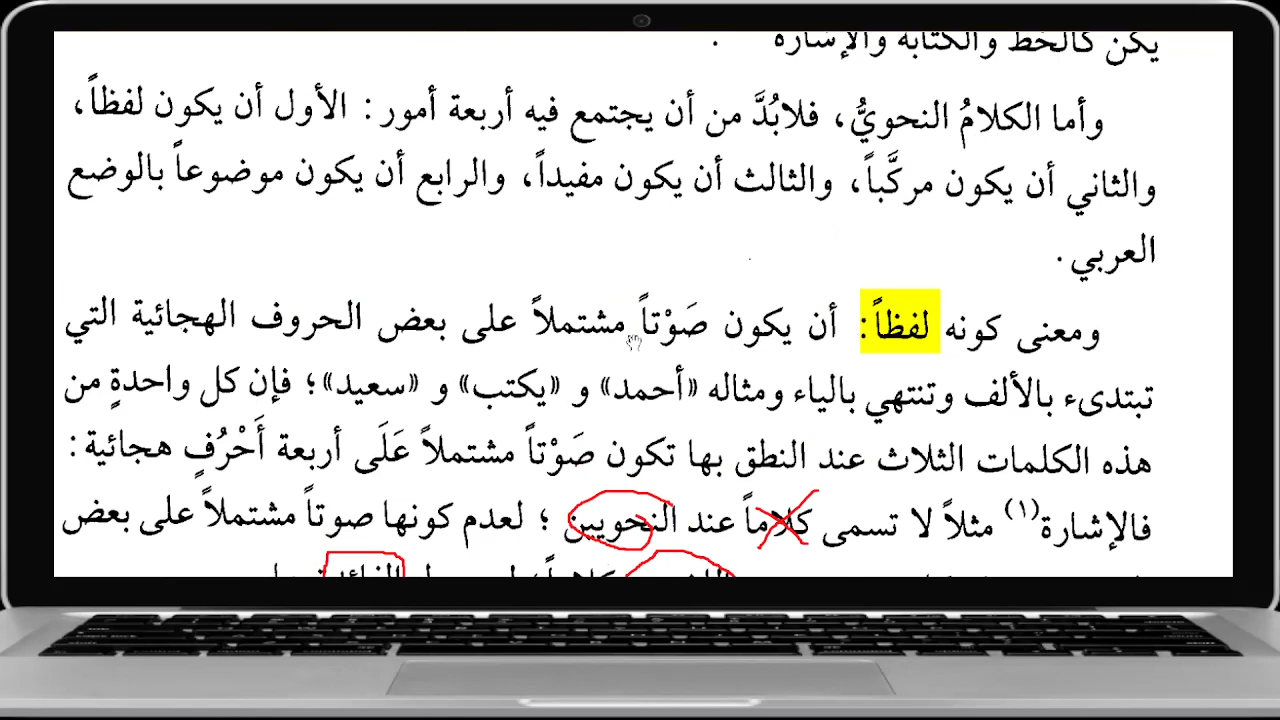 يكن كالخط والكتابة والإشارة .
وأما الكلامُ النحويُّ، فلابُدَّ من أن يجتمع فيه أربعة أمور: الأول أن يكون لفظاً،
والثاني أن يكون مركَّباً، والثالث أن يكون مفيداً، والرابع أن يكون موضوعاً بالوضع
العربي.
ومعنى كونه لفظاً: أن يكون صَوْتاً مشتملاً على بعض الحروف الهجائية التي
تبتدىء بالألف وتنتهي بالياء ومثاله «أحمد» و «يكتب» و «سعيد»؛ فإن كل واحدةٍ من
هذه الكلمات الثلاث عند النطق بها تكون صَوْتاً مشتملاً عَلَى أربعة أَحْرُفٍ هجائية:
فالإشارة(١) مثلاً لا تسمى كلاماً عند النحويين ؛ لعدم كونها صوتاً مشتملاً على بعض